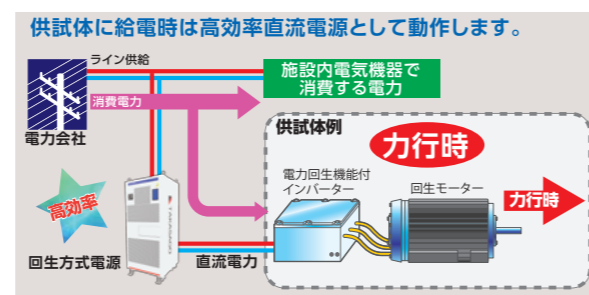 供試体に給電時は高効率直流電源として動作します。
ライン供給
施設内電気機器で
消費する電力
消費電力
電力会社
供試体例
力行時
電力回生機能付
インバーター
回生モーター
力行時
高効率
回生方式電源
直流電力